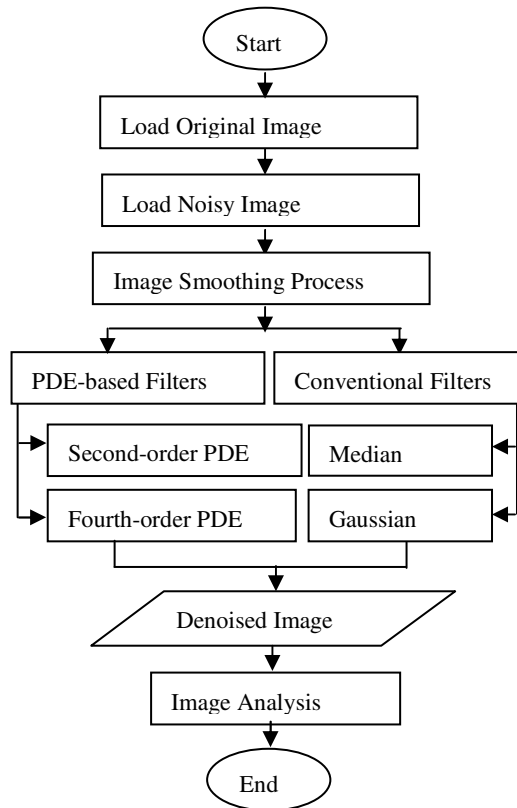 Start
Load Original Image
Load Noisy Image
Image Smoothing Process
PDE-based Filters
Conventional Filters
Second-order PDE
Median
Fourth-order PDE
Gaussian
Denoised Image
Image Analysis
End